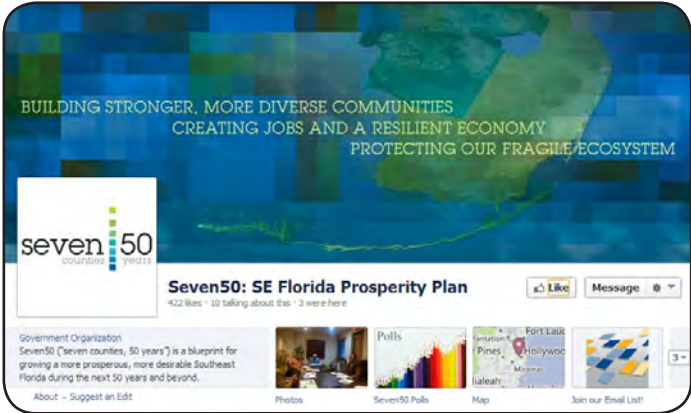 BUILDING STRONGER, MORE DIVERSE COMMUNITIES
CREATING JOBS AND A RESILIENT ECONOMY
PROTECTING OUR FRAGILE ECOSYSTEM
seven 50
counties years
Seven50: SE Florida Prosperity Plan
422 likes · 10 talking about this · 3 were here
Like
Message
Government Organization
Seven50 ("seven counties, 50 years") is a blueprint for
growing a more prosperous, more desirable Southeast
Florida during the next 50 years and beyond.
About – Suggest an Edit
Photos
Polls
Seven50 Polls
Fort Laud
antation
Pines
Hollywoo
Miramar
ialeah
Map
Join our Email List!
3